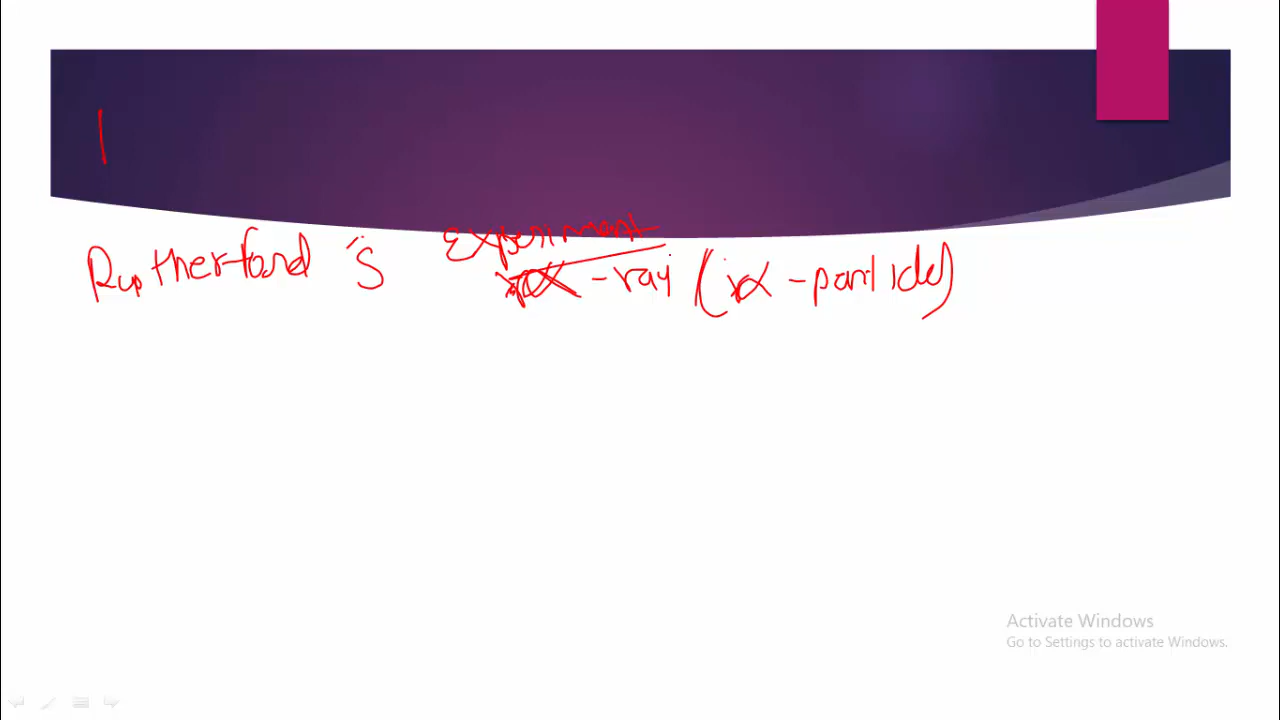 Experiment
Rutherford's α-ray (α-particle)
Activate Windows
Go to Settings to activate Windows.